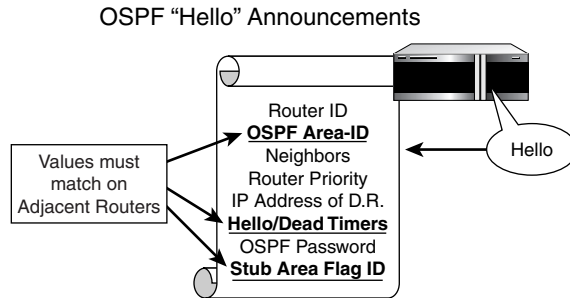 OSPF “Hello” Announcements
Router ID
OSPF Area-ID
Neighbors
Router Priority
IP Address of D.R.
Hello/Dead Timers
OSPF Password
Stub Area Flag ID
Values must
match on
Adjacent Routers
Hello